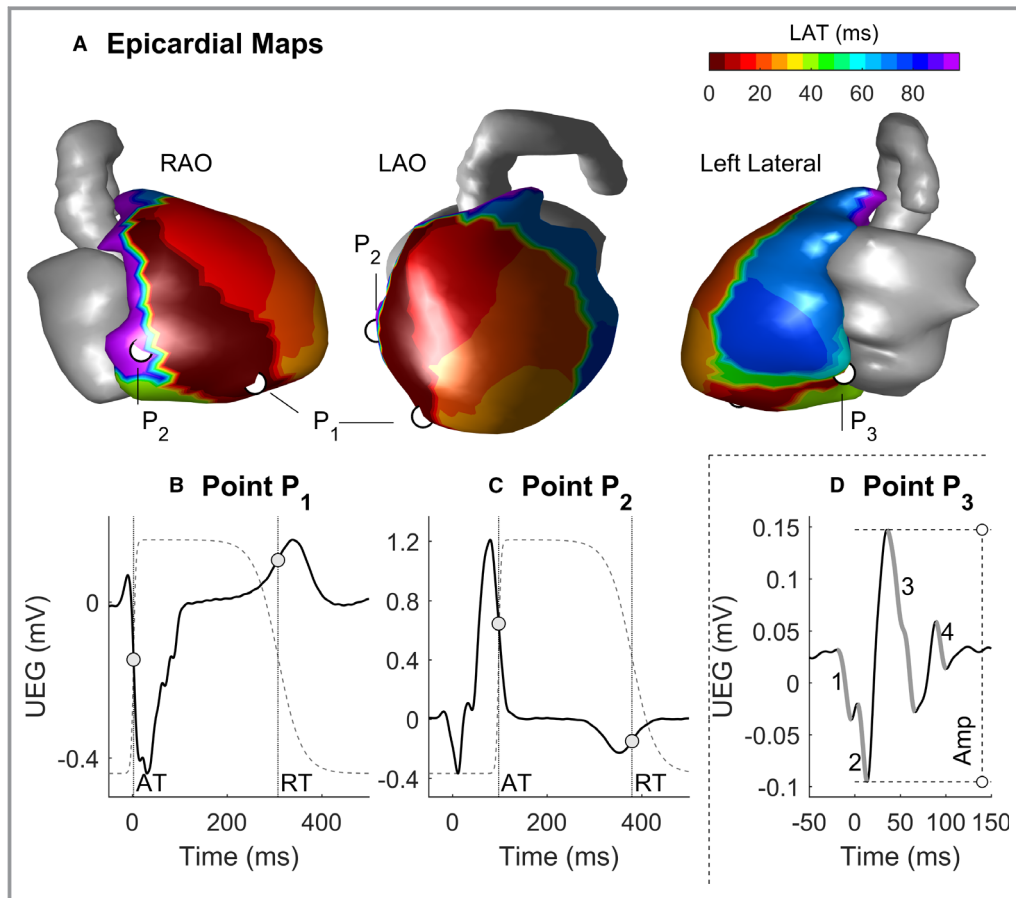 A Epicardial Maps
LAT (ms)
0 20 40 60 80
RAO
LAO
Left Lateral
P2
P2
P1
P3
B Point P1
C Point P2
D Point P3
UEG (mV)
0
-0.4
AT
RT
0 200 400
Time (ms)
1.2
0.8
0.4
0
-0.4
AT
RT
0 200 400
Time (ms)
UEG (mV)
0.15
0.1
0.05
0
-0.05
-0.1
1
2
3
4
Amp
-50 0 50 100 150
Time (ms)